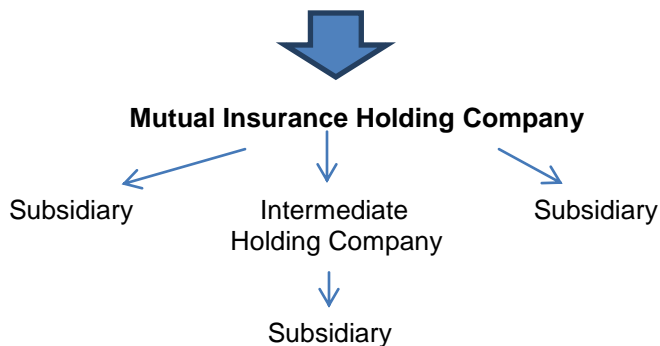 Mutual Insurance Holding Company
Subsidiary
Intermediate
Holding Company
Subsidiary
Subsidiary